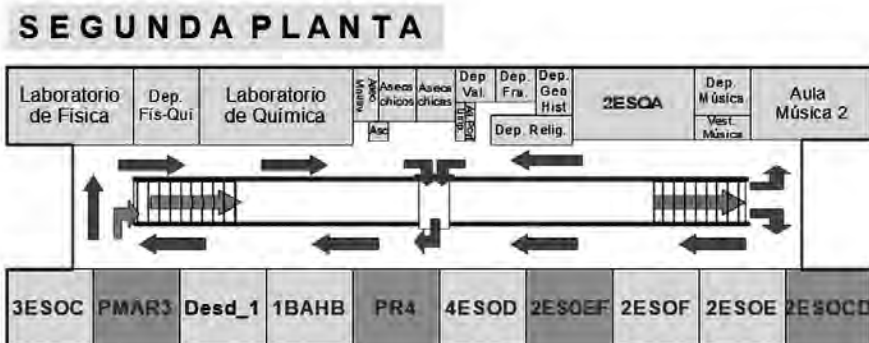 SEGUNDA PLANTA
Laboratorio
de Física
Dep.
Fís-Qui
Laboratorio
de Química
Aseos
chicos
Aseos
chicas
Asc
Dep
Val.
Dep.
Fra.
Dep.
Geo
Hist
Dep. Relig.
2ESOA
Dep.
Música
Vest.
Música
Aula
Música 2
3ESOC PMAR3 Desd_1 1BAHB PR4 4ESOD 2ESOEF 2ESOF 2ESOE 2ESOCD